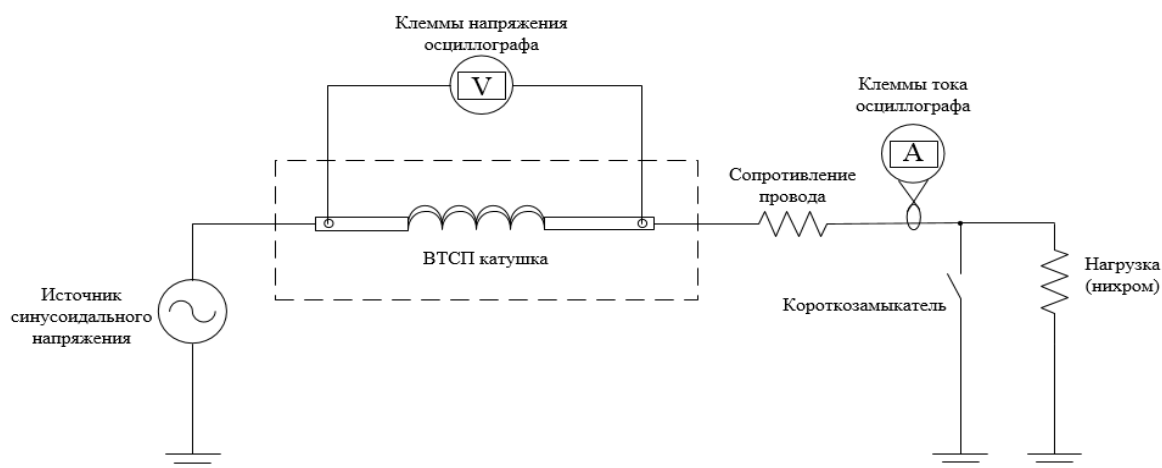 Клеммы напряжения
осциллографа
V
Клеммы тока
осциллографа
A
Сопротивление
провода
ВТСП катушка
Источник
синусоидального
напряжения
Короткозамыкатель
Нагрузка
(нихром)